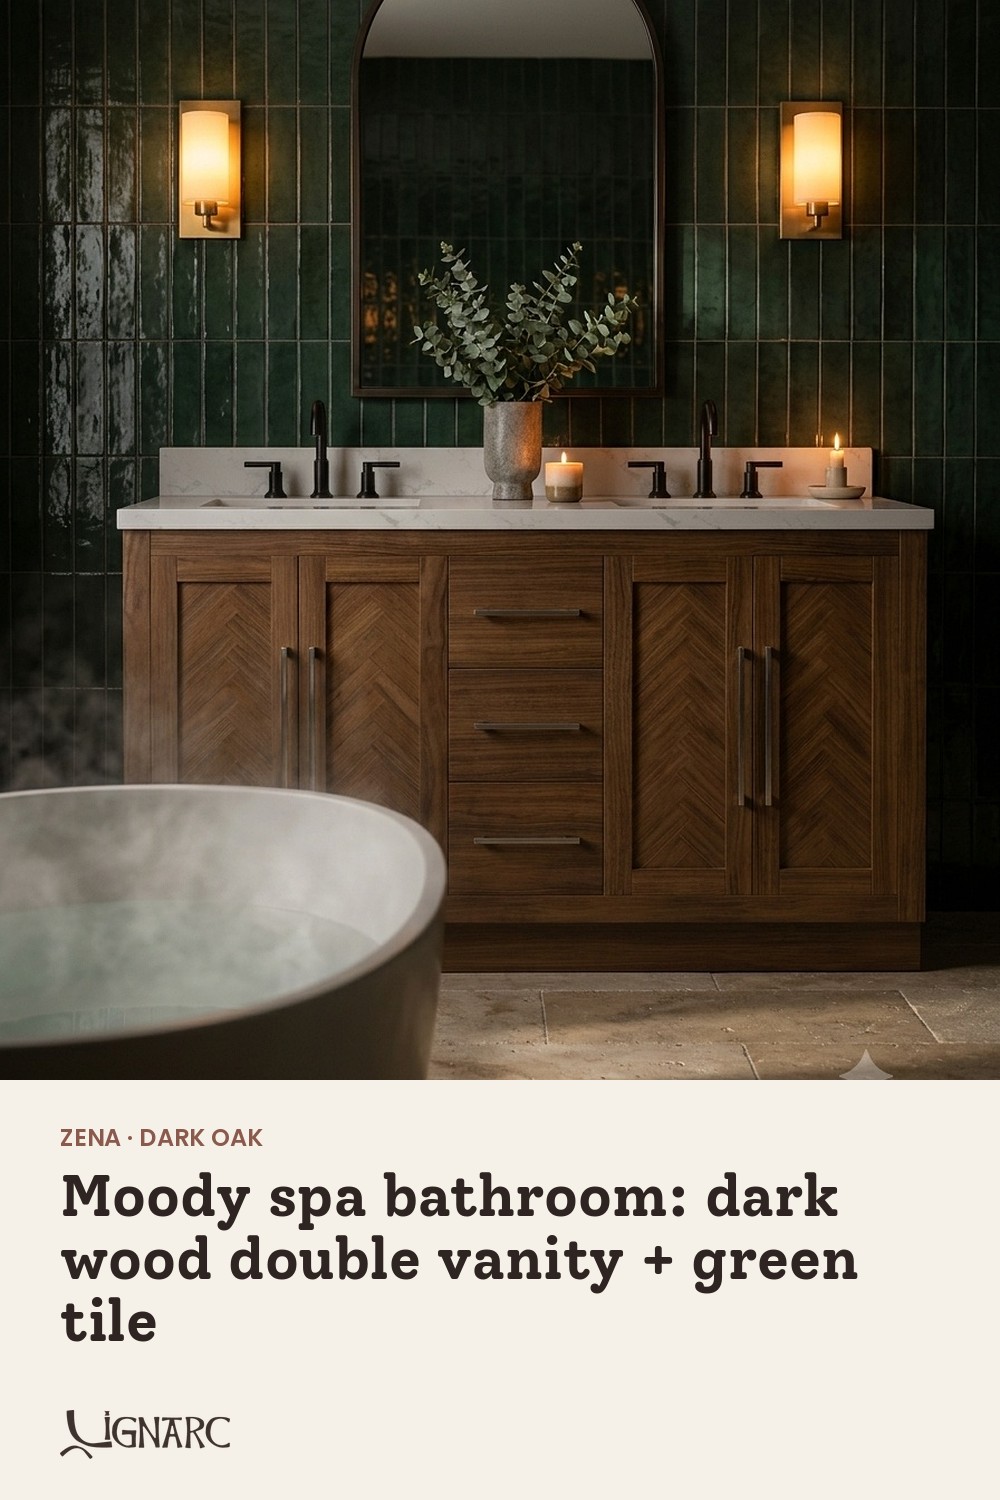 ZENA · DARK OAK
Moody spa bathroom: dark
wood double vanity + green
tile
LIGNARC